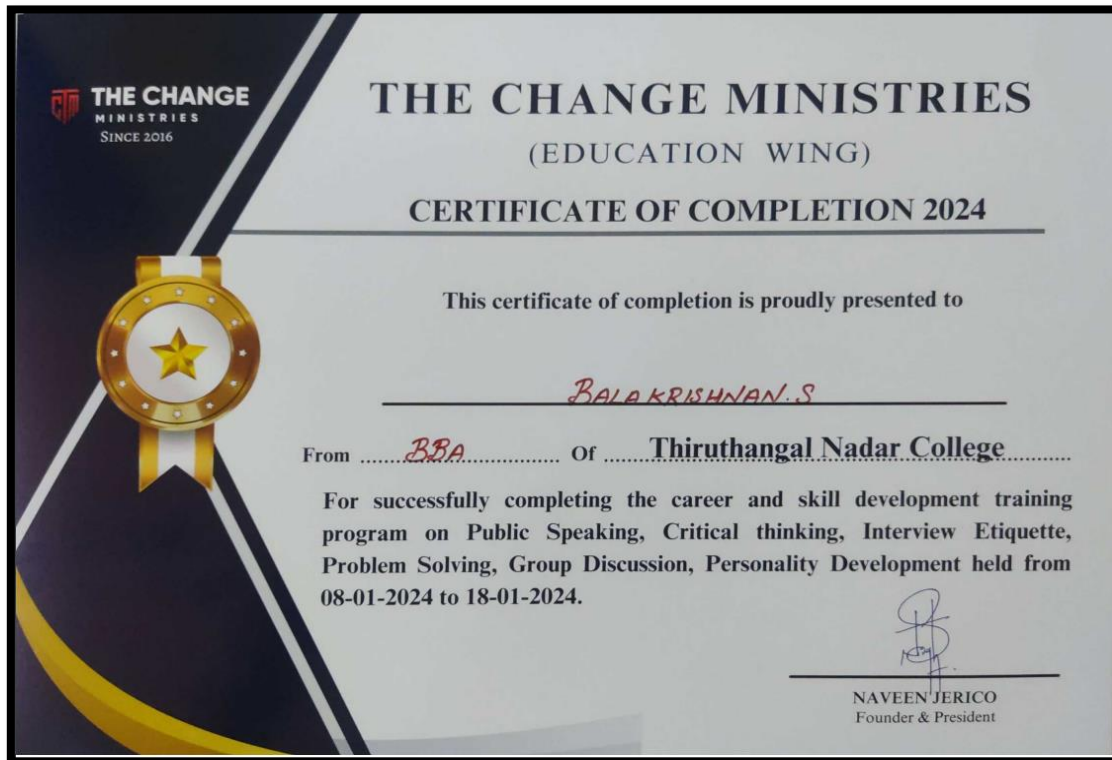 THE CHANGE
MINISTRIES
SINCE 2016
THE CHANGE MINISTRIES
(EDUCATION WING)
CERTIFICATE OF COMPLETION 2024
This certificate of completion is proudly presented to
BALAKRISHNAN.S
From BBA Of Thiruthangal Nadar College
For successfully completing the career and skill development training
program on Public Speaking, Critical thinking, Interview Etiquette,
Problem Solving, Group Discussion, Personality Development held from
08-01-2024 to 18-01-2024.
NAVEEN JERICO
Founder & President